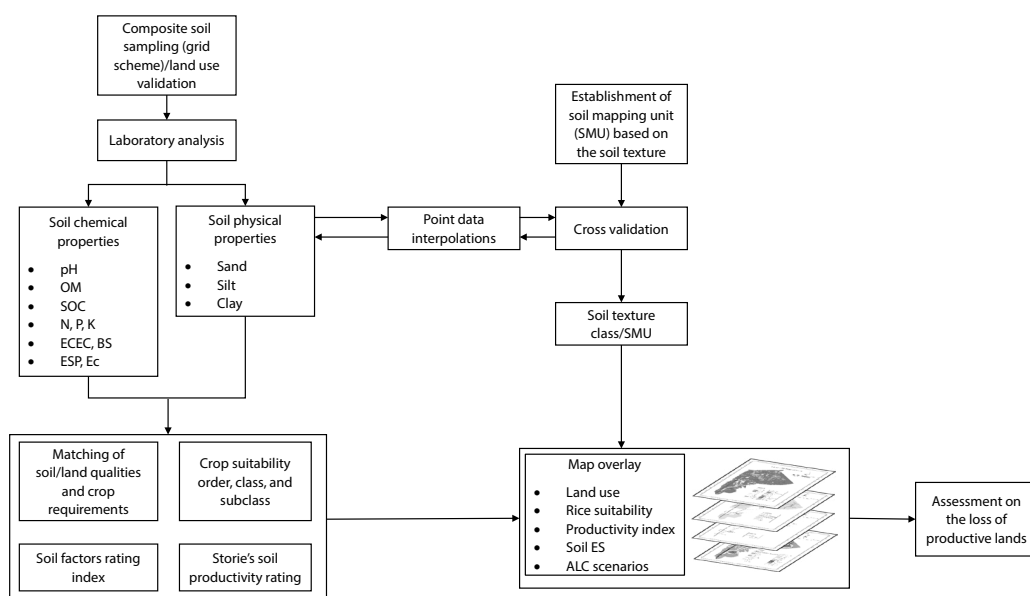 Composite soil
sampling (grid
scheme)/land use
validation
Laboratory analysis
Establishment of
soil mapping unit
(SMU) based on
the soil texture
Soil chemical
properties
• pH
• OM
• SOC
• N, P, K
• ECEC, BS
• ESP, Ec
Soil physical
properties
• Sand
• Silt
• Clay
Point data
interpolations
Cross validation
Soil texture
class/SMU
Matching of
soil/land qualities
and crop
requirements
Crop suitability
order, class, and
subclass
Soil factors rating
index
Storie's soil
productivity rating
Map overlay
• Land use
• Rice suitability
• Productivity index
• Soil ES
• ALC scenarios
Assessment on
the loss of
productive lands